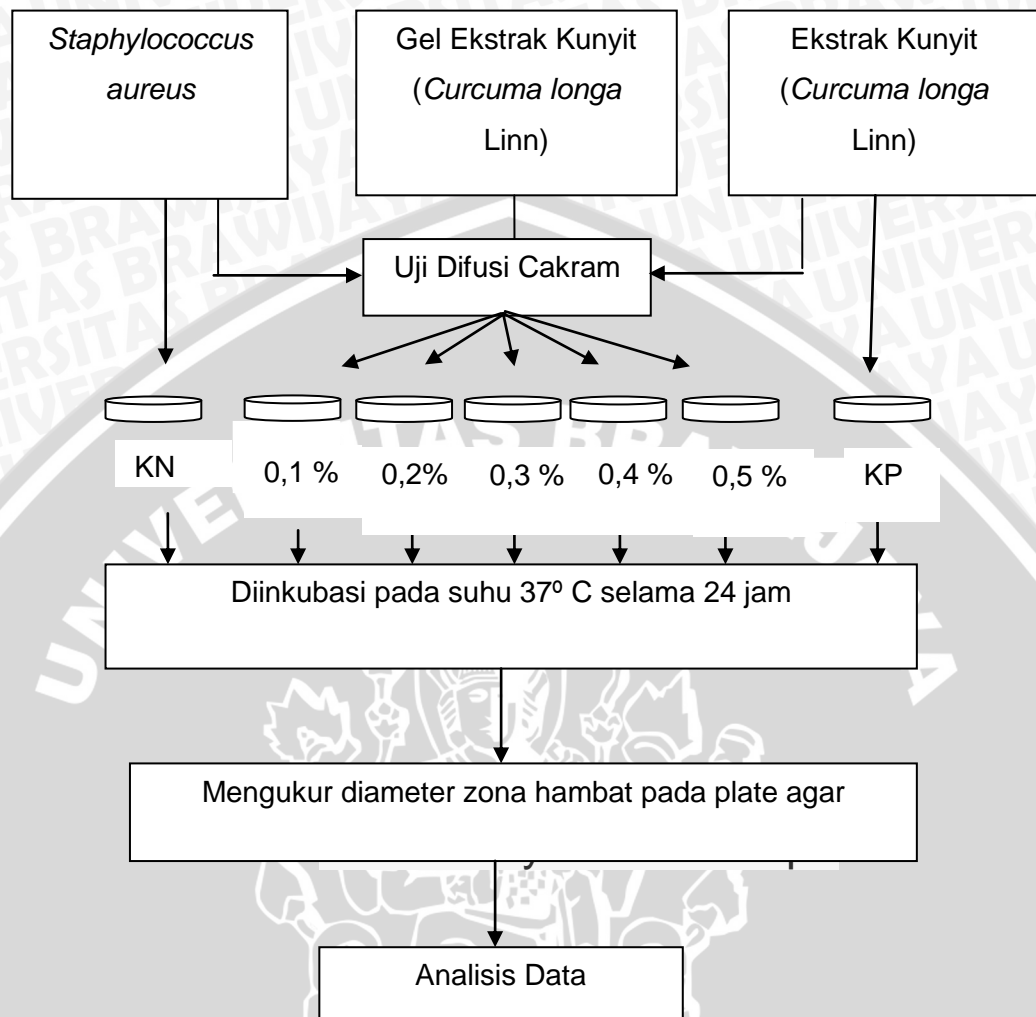 Staphylococcus
aureus
Gel Ekstrak Kunyit
(Curcuma longa
Linn)
Ekstrak Kunyit
(Curcuma longa
Linn)
Uji Difusi Cakram
KN
0,1 %
0,2%
0,3 %
0,4 %
0,5 %
KP
Diinkubasi pada suhu 37º C selama 24 jam
Mengukur diameter zona hambat pada plate agar
Analisis Data
UNIVERSITAS BRAWIJAYA